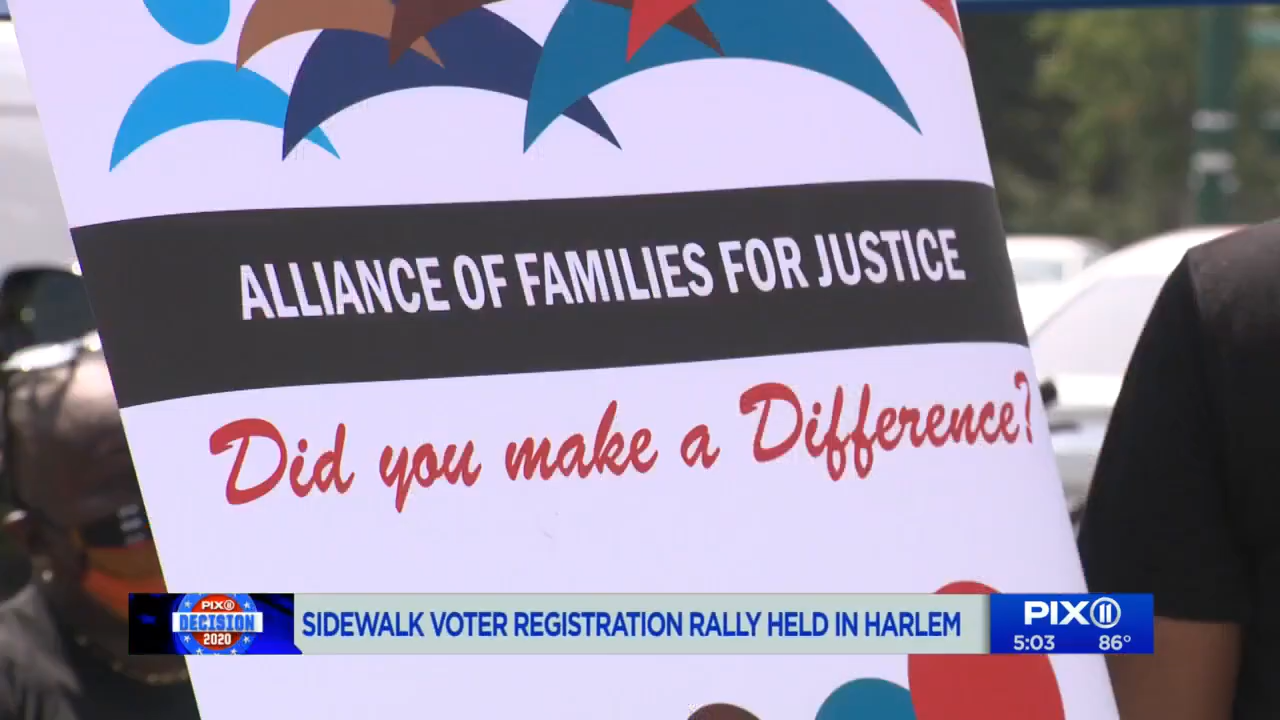 ALLIANCE OF FAMILIES FOR JUSTICE
Did you make a Difference?
PIX11
DECISION
2020
SIDEWALK VOTER REGISTRATION RALLY HELD IN HARLEM
PIX11
5:03 86°